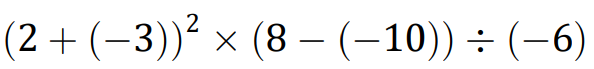 (2 + (−3))² × (8 − (−10)) ÷ (−6)